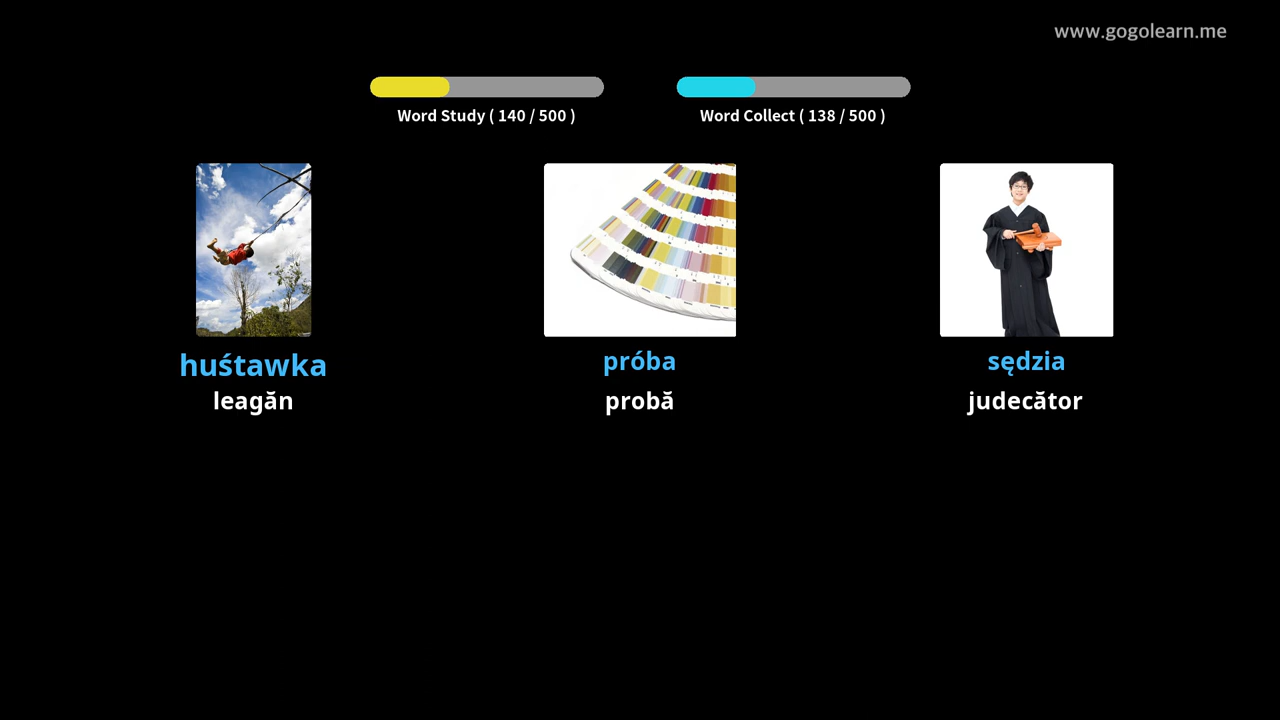 www.gogolearn.me
Word Study ( 140 / 500 )
Word Collect ( 138 / 500 )
huśtawka
leagăn
próba
probă
sędzia
judecător